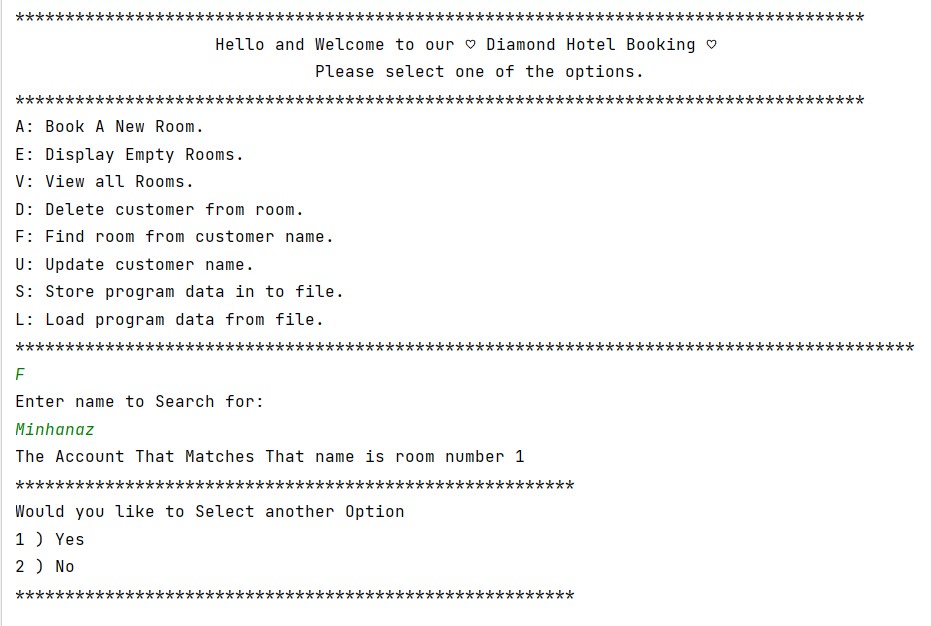 *************************************************************************************
Hello and Welcome to our ♡ Diamond Hotel Booking ♡
Please select one of the options.
*************************************************************************************
A: Book A New Room.
E: Display Empty Rooms.
V: View all Rooms.
D: Delete customer from room.
F: Find room from customer name.
U: Update customer name.
S: Store program data in to file.
L: Load program data from file.
******************************************************************************************
F
Enter name to Search for:
Minhanaz
The Account That Matches That name is room number 1
********************************************************
Would you like to Select another Option
1 ) Yes
2 ) No
********************************************************